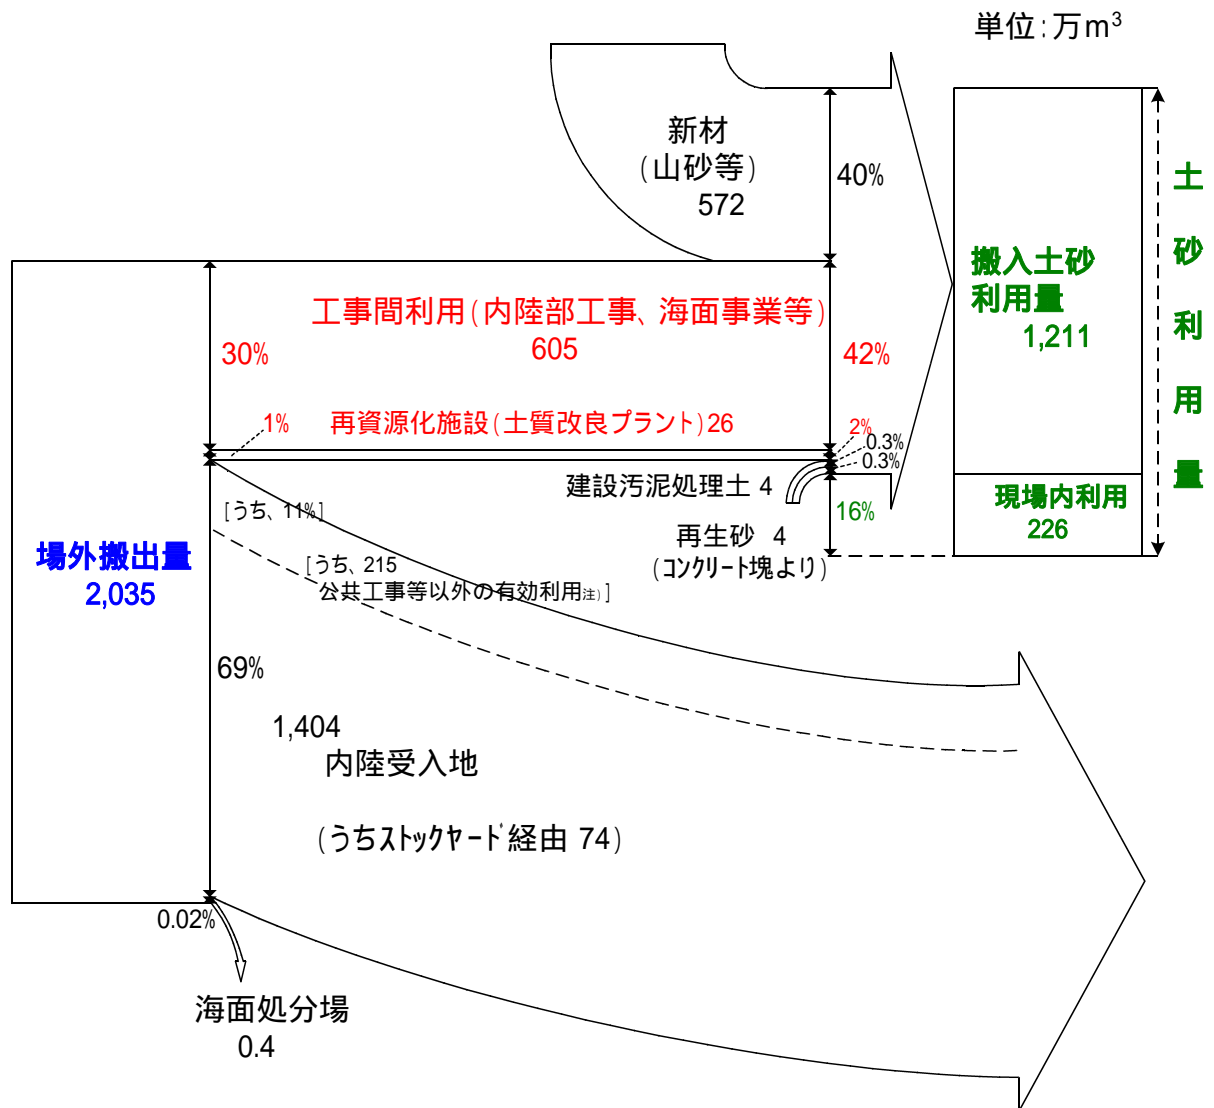 単位：万m³
新材
(山砂等)
572
40%
土砂利用量
搬入土砂
利用量
1,211
工事間利用(内陸部工事、海面事業等)
605
30%
42%
1%
再資源化施設(土質改良プラント)26
2%
0.3%
0.3%
建設汚泥処理土 4
16%
現場内利用
226
再生砂 4
(ｺﾝｸﾘｰﾄ塊より)
[うち、11%]
場外搬出量
2,035
[うち、215
公共工事等以外の有効利用注)]
69%
1,404
内陸受入地
(うちｽﾄｯｸﾔｰﾄﾞ経由 74)
0.02%
海面処分場
0.4